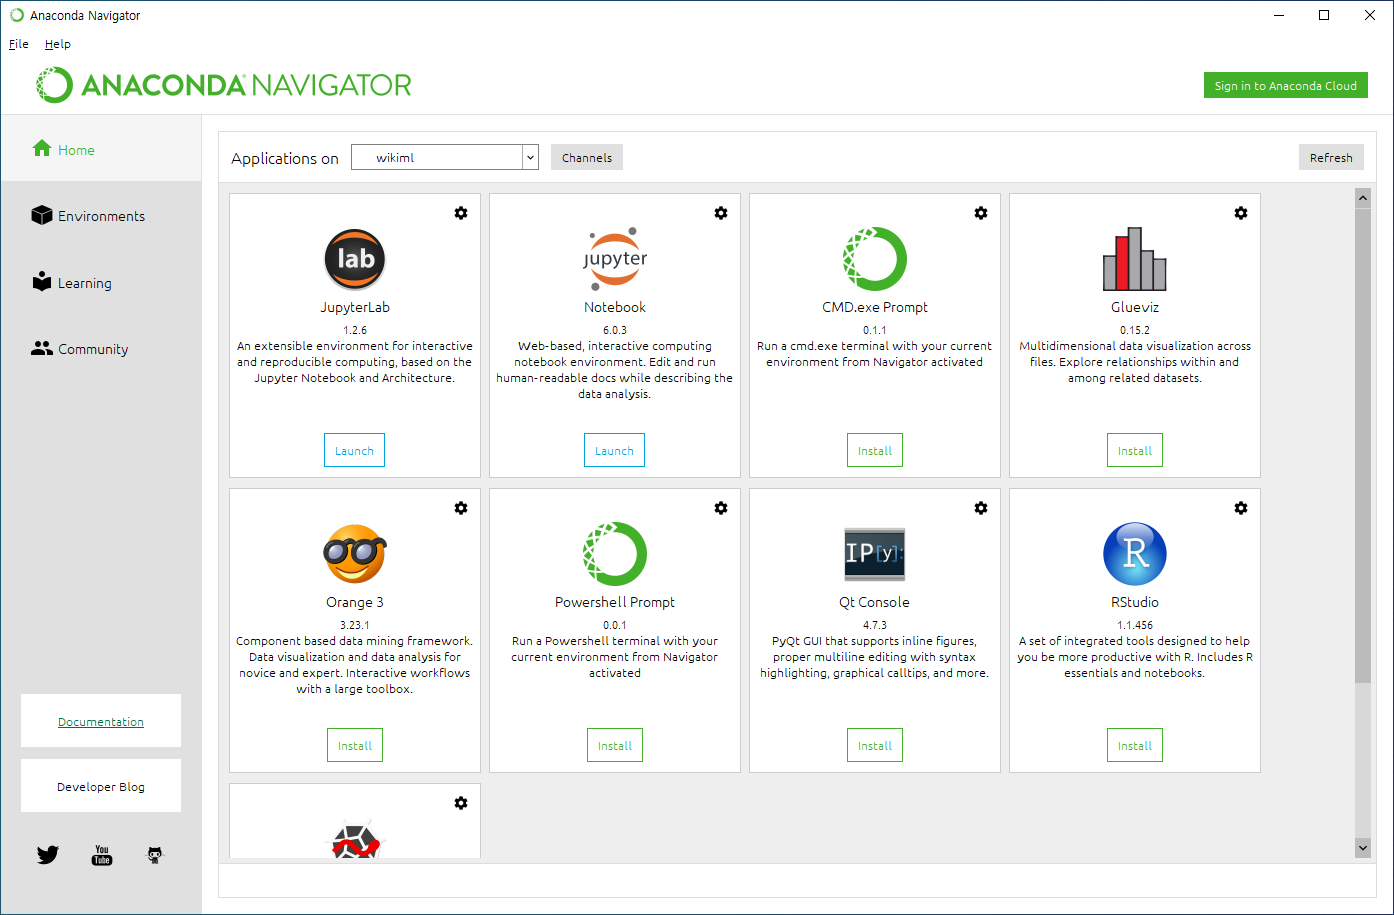 Anaconda Navigator
File Help
ANACONDA NAVIGATOR
Sign in to Anaconda Cloud
Home
Environments
Learning
Community
Documentation
Developer Blog
You
Tube
Applications on
wikiml
Channels
Refresh
lab
JupyterLab
1.2.6
An extensible environment for interactive
and reproducible computing, based on the
Jupyter Notebook and Architecture.
Launch
jupyter
Notebook
6.0.3
Web-based, interactive computing
notebook environment. Edit and run
human-readable docs while describing the
data analysis.
Launch
CMD.exe Prompt
0.1.1
Run a cmd.exe terminal with your current
environment from Navigator activated
Install
Glueviz
0.15.2
Multidimensional data visualization across
files. Explore relationships within and
among related datasets.
Install
Orange 3
3.23.1
Component based data mining framework.
Data visualization and data analysis for
novice and expert. Interactive workflows
with a large toolbox.
Install
Powershell Prompt
0.0.1
Run a Powershell terminal with your
current environment from Navigator
activated
Install
IP[y]:
Qt Console
4.7.3
PyQt GUI that supports inline figures,
proper multiline editing with syntax
highlighting, graphical calltips, and more.
Install
R
RStudio
1.1.456
A set of integrated tools designed to help
you be more productive with R. Includes R
essentials and notebooks.
Install